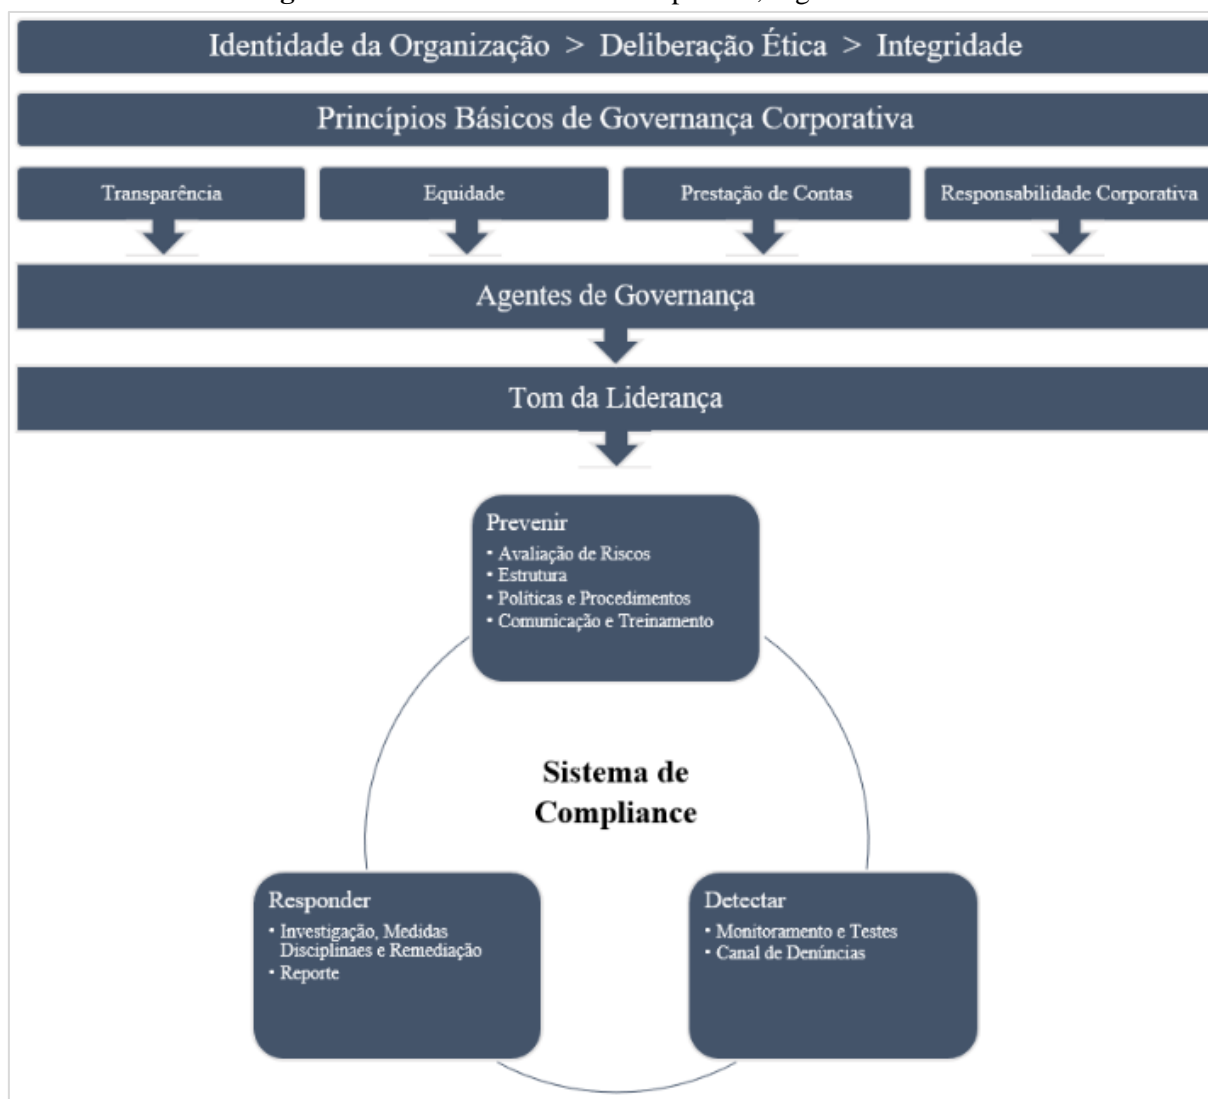 Identidade da Organização > Deliberação Ética > Integridade
Princípios Básicos de Governança Corporativa
Transparência
Equidade
Prestação de Contas
Responsabilidade Corporativa
Agentes de Governança
Tom da Liderança
Prevenir
• Avaliação de Riscos
• Estrutura
• Políticas e Procedimentos
• Comunicação e Treinamento
Sistema de
Compliance
Responder
• Investigação, Medidas
Disciplinaes e Remediação
• Reporte
Detectar
• Monitoramento e Testes
• Canal de Denúncias